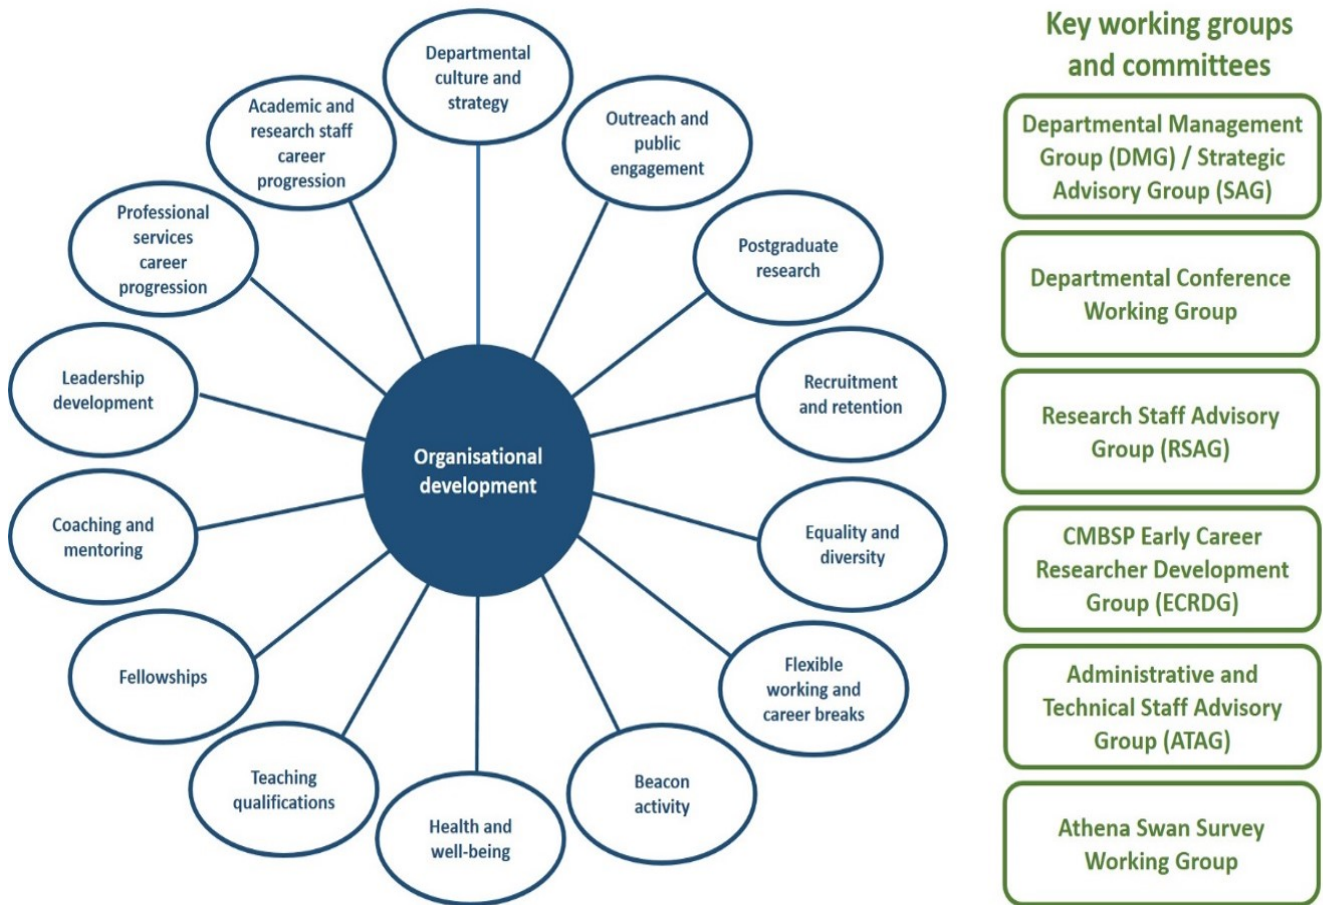 Departmental
culture and
strategy
Outreach and
public
engagement
Postgraduate
research
Recruitment
and retention
Equality and
diversity
Flexible
working and
career breaks
Beacon
activity
Health and
well-being
Teaching
qualifications
Fellowships
Coaching and
mentoring
Leadership
development
Professional
services
career
progression
Academic and
research staff
career
progression
Organisational
development
Key working groups
and committees
Departmental Management
Group (DMG) / Strategic
Advisory Group (SAG)
Departmental Conference
Working Group
Research Staff Advisory
Group (RSAG)
CMBSP Early Career
Researcher Development
Group (ECRDG)
Administrative and
Technical Staff Advisory
Group (ATAG)
Athena Swan Survey
Working Group